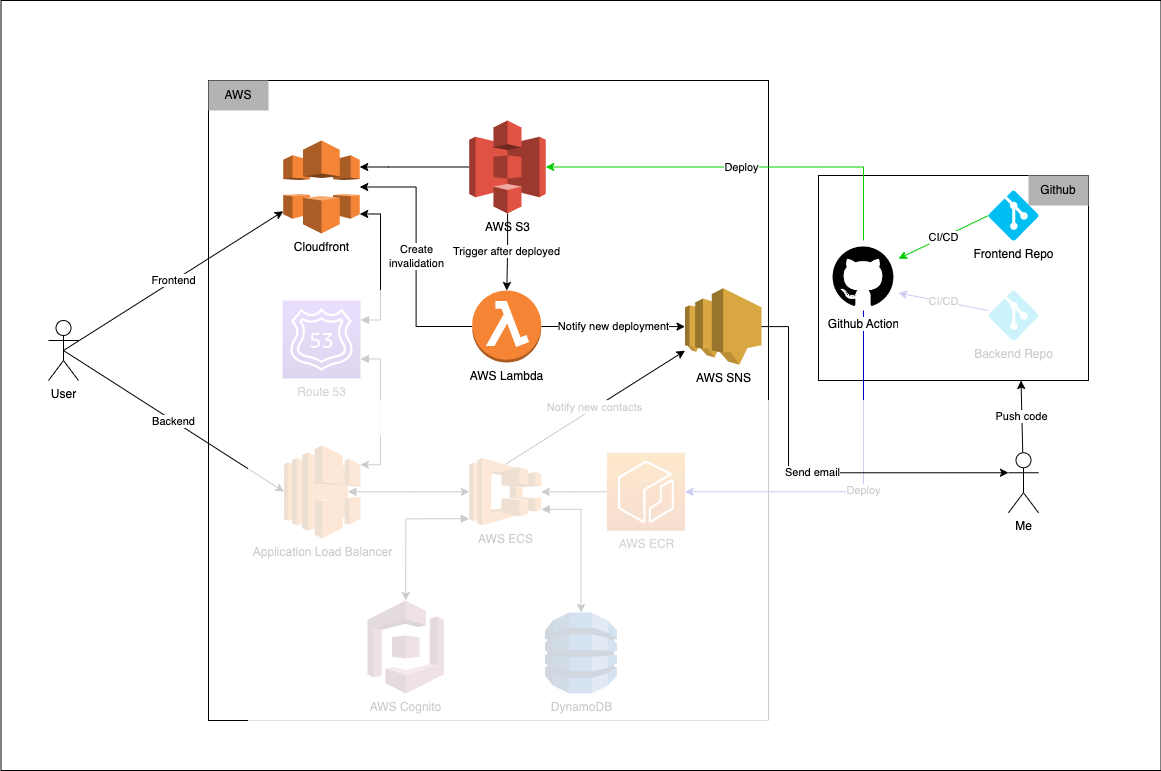 AWS
Github
Deploy
CI/CD
Frontend Repo
AWS S3
Cloudfront
Create
invalidation
Trigger after deployed
Frontend
CI/CD
Github Action
Notify new deployment
53
Backend Repo
AWS Lambda
AWS SNS
User
Route 53
Notify new contacts
Push code
Backend
Send email
Deploy
Me
AWS ECS
AWS ECR
Application Load Balancer
AWS Cognito
DynamoDB